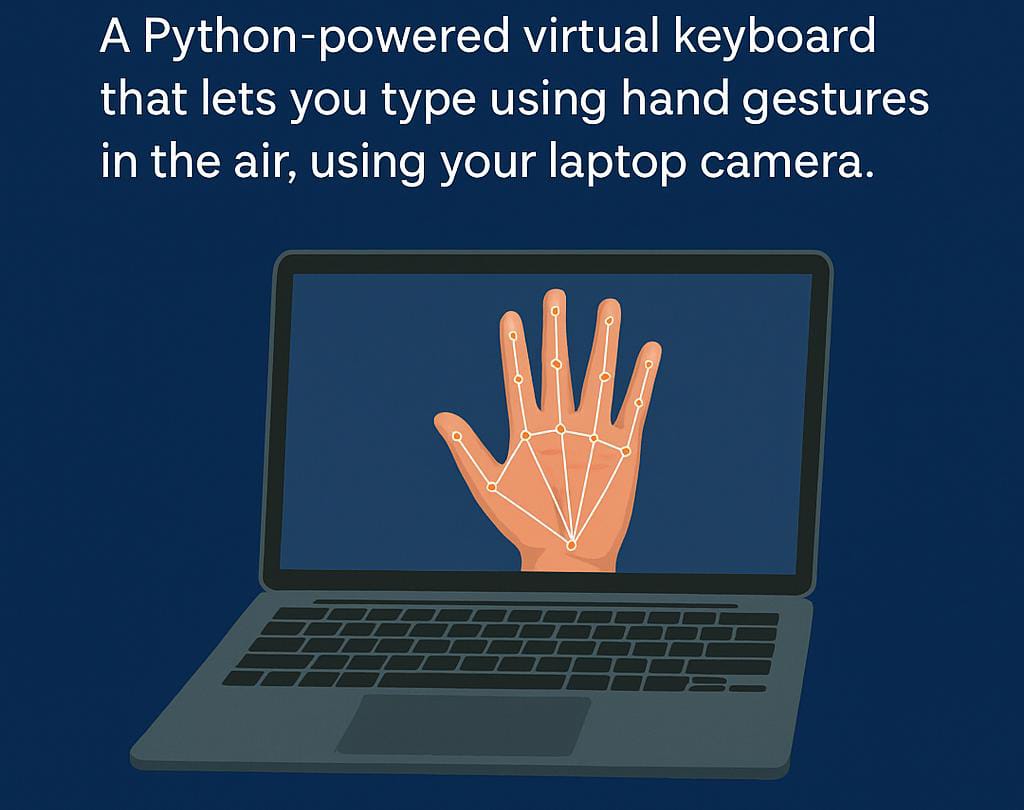 A Python-powered virtual keyboard
that lets you type using hand gestures
in the air, using your laptop camera.